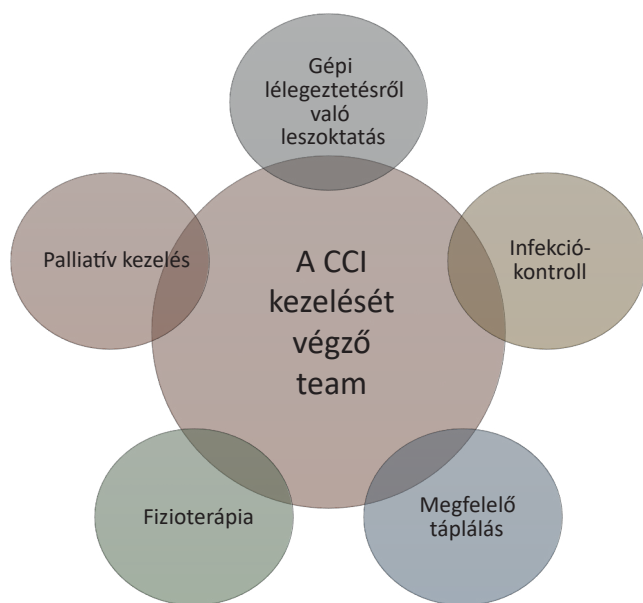 Gépi
lélegeztetésről
való
leszoktatás
Palliatív kezelés
A CCI
kezelését
végző
team
Infekció-
kontroll
Fizioterápia
Megfelelő
táplálás